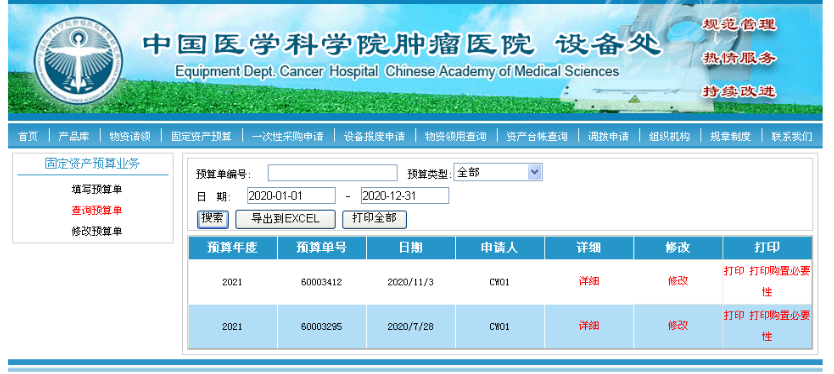 中国医学科学院肿瘤医院 设备处
Equipment Dept. Cancer Hospital Chinese Academy of Medical Sciences
规范管理
热情服务
持续改进
首页 | 产品库 | 物资请领 | 固定资产预算 | 一次性采购申请 | 设备报废申请 | 物资领用查询 | 资产台帐查询 | 调拨申请 | 组织机构 | 规章制度 | 联系我们
固定资产预算业务
填写预算单
查询预算单
修改预算单
预算单编号: 预算类型: 全部
日 期: 2020-01-01 - 2020-12-31
搜索 导出到EXCEL 打印全部
预算年度 预算单号 日期 申请人 详细 修改 打印
2021 60003412 2020/11/3 CW01 详细 修改 打印 打印购置必要性
2021 60003295 2020/7/28 CW01 详细 修改 打印 打印购置必要性